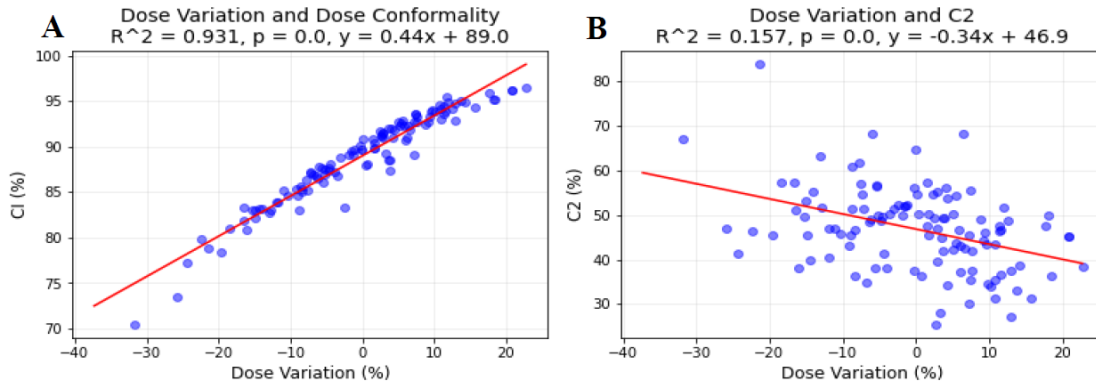 A
Dose Variation and Dose Conformality
R^2 = 0.931, p = 0.0, y = 0.44x + 89.0
CI (%)
100
95
90
85
80
75
70
−40 −30 −20 −10 0 10 20
Dose Variation (%)
B
Dose Variation and C2
R^2 = 0.157, p = 0.0, y = -0.34x + 46.9
C2 (%)
80
70
60
50
40
30
−40 −30 −20 −10 0 10 20
Dose Variation (%)